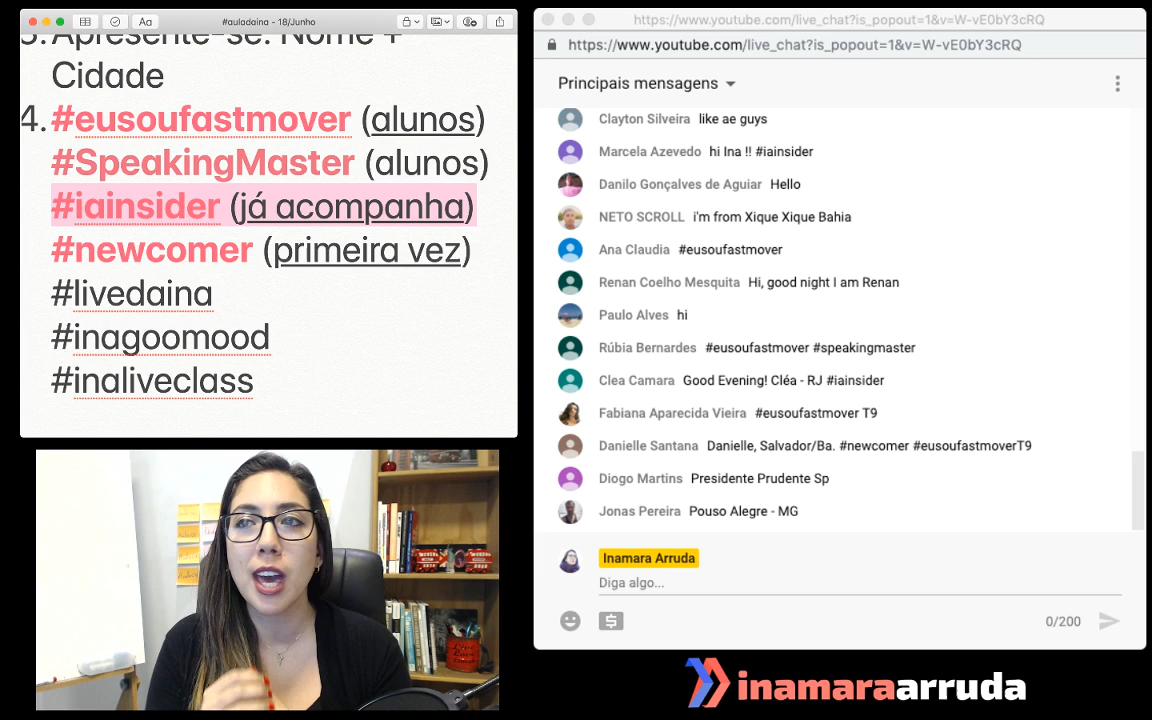 Aa
#auladaina - 18/Junho
3. Apresente-se: Nome +
Cidade
4. #eusoufastmover (alunos)
#SpeakingMaster (alunos)
#iainsider (já acompanha)
#newcomer (primeira vez)
#livedaina
#inagoomood
#inaliveclass
https://www.youtube.com/live_chat?is_popout=1&v=W-vE0bY3cRQ
https://www.youtube.com/live_chat?is_popout=1&v=W-vE0bY3cRQ
Principais mensagens
Clayton Silveira like ae guys
Marcela Azevedo hi Ina !! #iainsider
Danilo Gonçalves de Aguiar Hello
NETO SCROLL i'm from Xique Xique Bahia
Ana Claudia #eusoufastmover
Renan Coelho Mesquita Hi, good night I am Renan
Paulo Alves hi
Rúbia Bernardes #eusoufastmover #speakingmaster
Clea Camara Good Evening! Cléa - RJ #iainsider
Fabiana Aparecida Vieira #eusoufastmover T9
Danielle Santana Danielle, Salvador/Ba. #newcomer #eusoufastmoverT9
Diogo Martins Presidente Prudente Sp
Jonas Pereira Pouso Alegre - MG
Inamara Arruda
Diga algo...
0/200
inamaraarruda